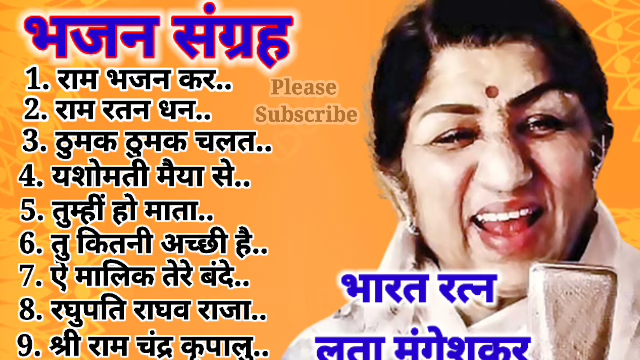 भजन संग्रह
1. राम भजन कर..
2. राम रतन धन..
3. ठुमक ठुमक चलत..
4. यशोमती मैया से..
5. तुम्हीं हो माता..
6. तु कितनी अच्छी है..
7. ऐ मालिक तेरे बंदे..
8. रघुपति राघव राजा..
9. श्री राम चंद्र कृपालु..
Please
Subscribe
भारत रत्न
लता मंगेशकर